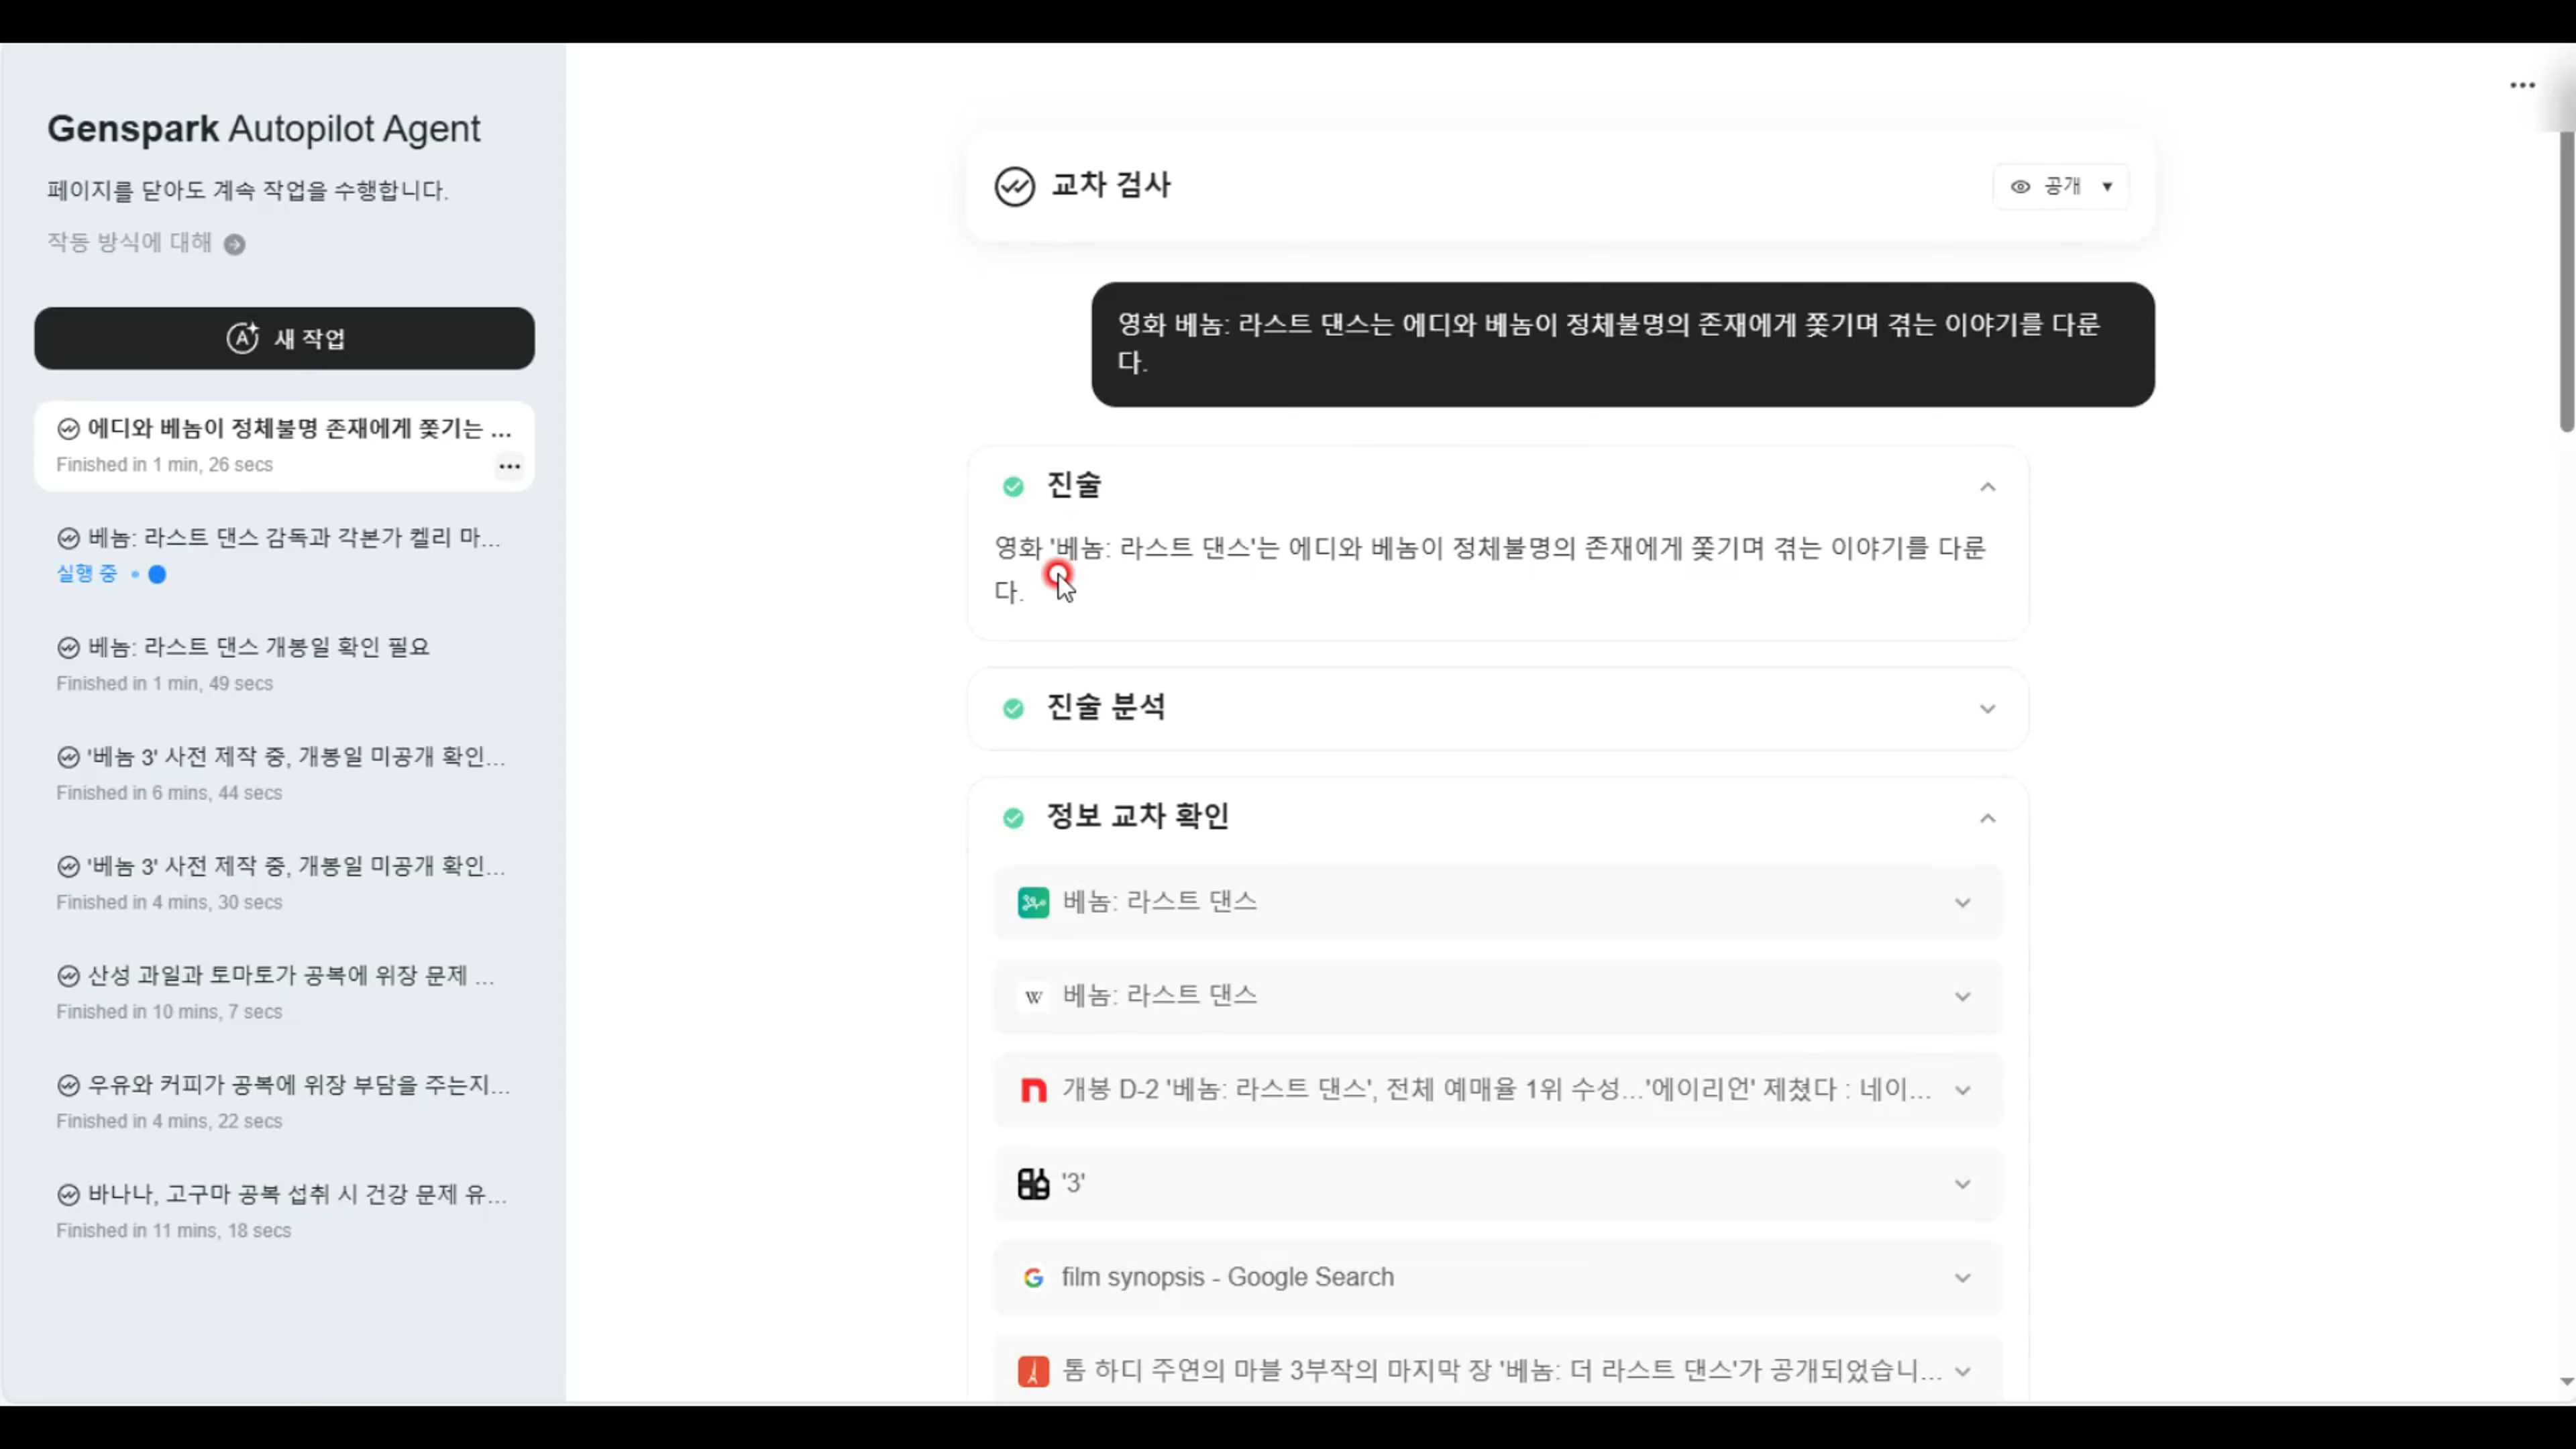 Genspark Autopilot Agent
페이지를 닫아도 계속 작업을 수행합니다.
작동 방식에 대해
새 작업
에디와 베놈이 정체불명 존재에게 쫓기는 ...
Finished in 1 min, 26 secs
베놈: 라스트 댄스 감독과 각본가 켈리 마...
실행 중
베놈: 라스트 댄스 개봉일 확인 필요
Finished in 1 min, 49 secs
'베놈 3' 사전 제작 중, 개봉일 미공개 확인...
Finished in 6 mins, 44 secs
'베놈 3' 사전 제작 중, 개봉일 미공개 확인...
Finished in 4 mins, 30 secs
산성 과일과 토마토가 공복에 위장 문제 ...
Finished in 10 mins, 7 secs
우유와 커피가 공복에 위장 부담을 주는지...
Finished in 4 mins, 22 secs
바나나, 고구마 공복 섭취 시 건강 문제 유...
Finished in 11 mins, 18 secs
교차 검사
공개
영화 베놈: 라스트 댄스는 에디와 베놈이 정체불명의 존재에게 쫓기며 겪는 이야기를 다룬
다.
진술
영화 '베놈: 라스트 댄스'는 에디와 베놈이 정체불명의 존재에게 쫓기며 겪는 이야기를 다룬
다.
진술 분석
정보 교차 확인
베놈: 라스트 댄스
W 베놈: 라스트 댄스
개봉 D-2 '베놈: 라스트 댄스', 전체 예매율 1위 수성...'에이리언' 제쳤다 : 네이...
'3'
film synopsis - Google Search
톰 하디 주연의 마블 3부작의 마지막 장 '베놈: 더 라스트 댄스'가 공개되었습니...